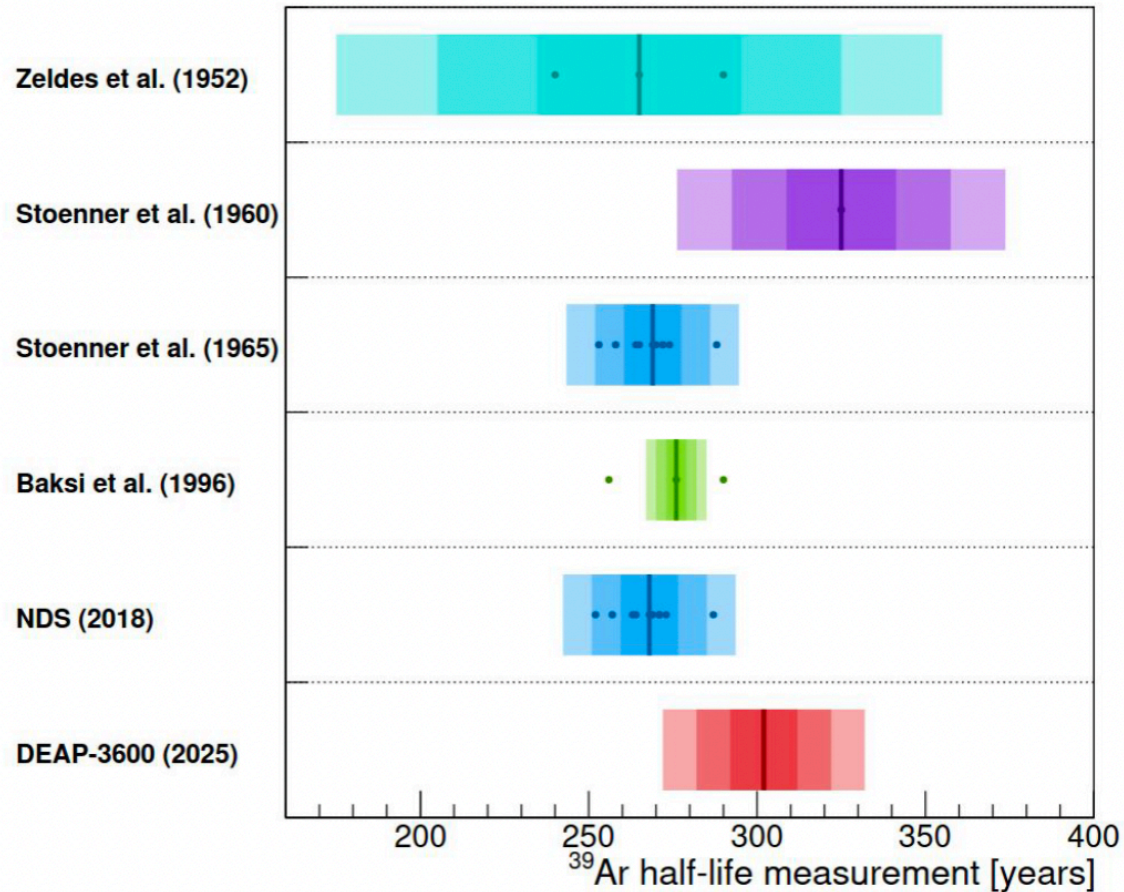 Zeldes et al. (1952)
Stoenner et al. (1960)
Stoenner et al. (1965)
Baksi et al. (1996)
NDS (2018)
DEAP-3600 (2025)
200 250 300 350 400
³⁹Ar half-life measurement [years]